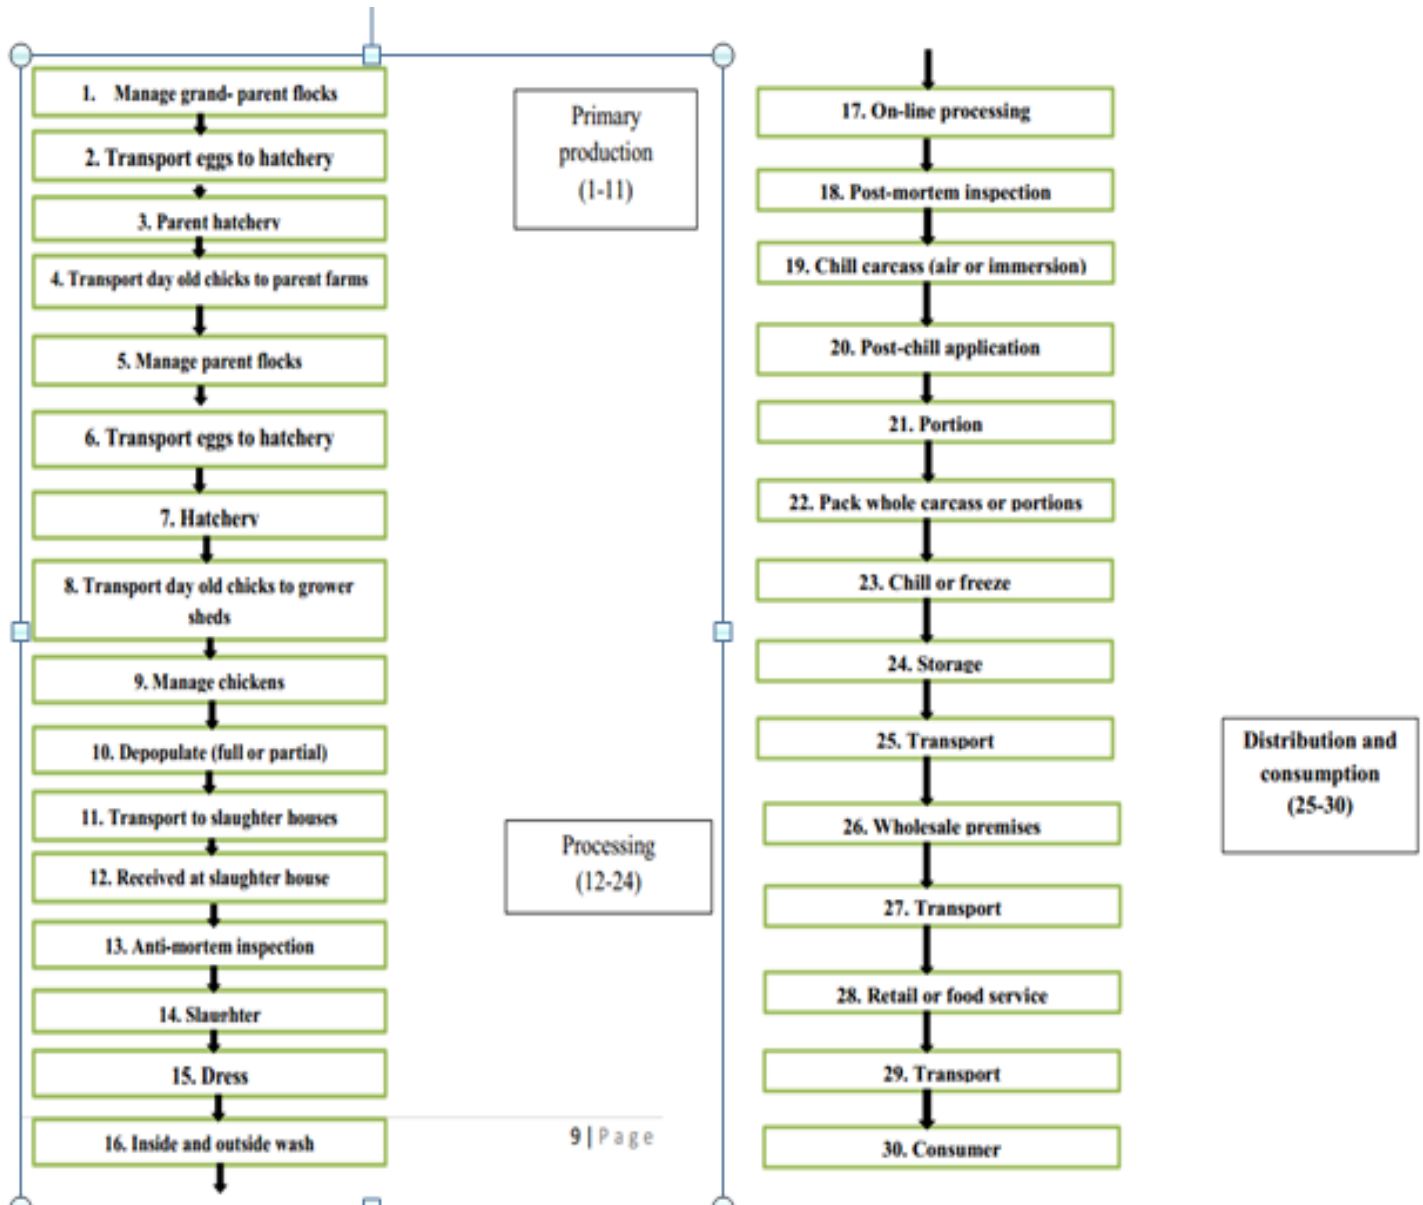 1. Manage grand- parent flocks
2. Transport eggs to hatchery
3. Parent hatchery
4. Transport day old chicks to parent farms
5. Manage parent flocks
6. Transport eggs to hatchery
7. Hatchery
8. Transport day old chicks to grower
sheds
9. Manage chickens
10. Depopulate (full or partial)
11. Transport to slaughter houses
12. Received at slaughter house
13. Anti-mortem inspection
14. Slaughter
15. Dress
16. Inside and outside wash
Primary
production
(1-11)
Processing
(12-24)
9 | Page
17. On-line processing
18. Post-mortem inspection
19. Chill carcass (air or immersion)
20. Post-chill application
21. Portion
22. Pack whole carcass or portions
23. Chill or freeze
24. Storage
25. Transport
26. Wholesale premises
27. Transport
28. Retail or food service
29. Transport
30. Consumer
Distribution and
consumption
(25-30)